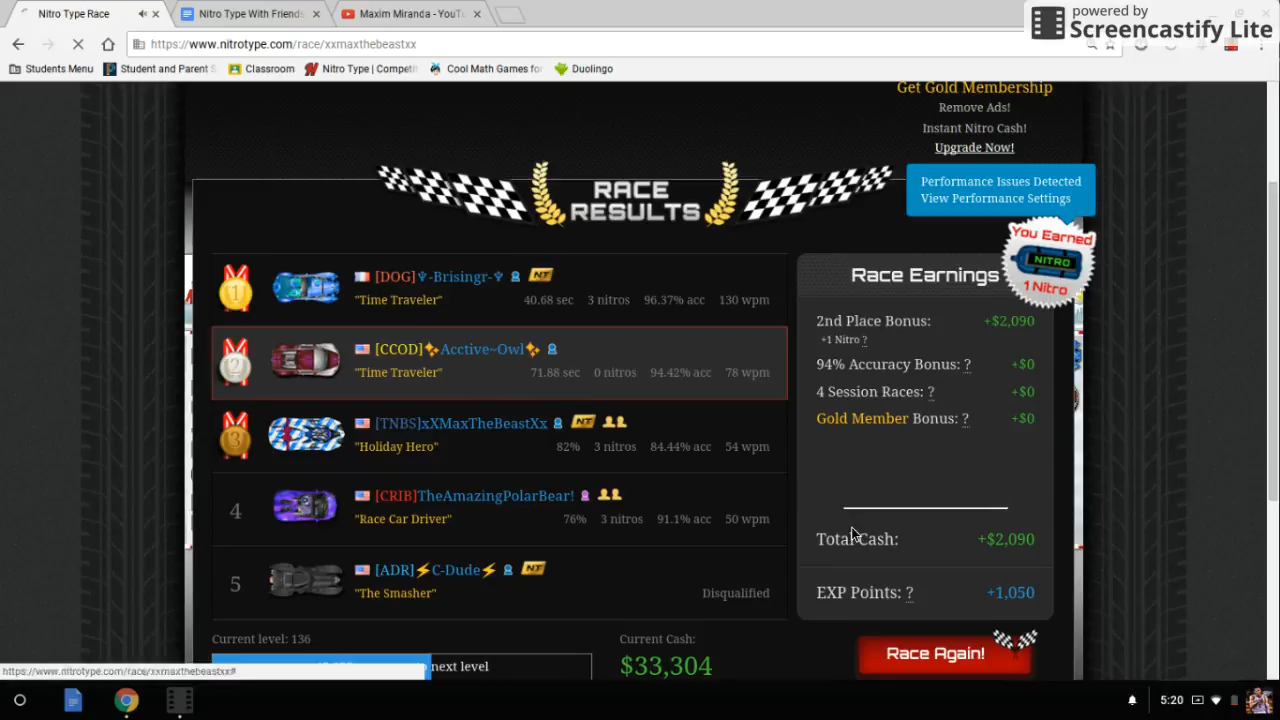 powered by
Screencastify Lite
Nitro Type Race
Nitro Type With Friends
Maxim Miranda - YouTu
https://www.nitrotype.com/race/xxmaxthebeastxx
Students Menu
Student and Parent S
Classroom
Nitro Type | Competit
Cool Math Games for
Duolingo
Get Gold Membership
Remove Ads!
Instant Nitro Cash!
Upgrade Now!
Performance Issues Detected
View Performance Settings
RACE
RESULTS
You Earned
NITRO
1 Nitro
1
[DOG]♆-Brisingr-♆ NT
"Time Traveler" 40.68 sec 3 nitros 96.37% acc 130 wpm
2
[CCOD]✨Acctive~Owl✨
"Time Traveler" 71.88 sec 0 nitros 94.42% acc 78 wpm
3
[TNBS]xXMaxTheBeastXx NT
"Holiday Hero" 82% 3 nitros 84.44% acc 54 wpm
4
[CRIB]TheAmazingPolarBear!
"Race Car Driver" 76% 3 nitros 91.1% acc 50 wpm
5
[ADR]⚡C-Dude⚡ NT
"The Smasher" Disqualified
Race Earnings
2nd Place Bonus: +$2,090
+1 Nitro ?
94% Accuracy Bonus: ? +$0
4 Session Races: ? +$0
Gold Member Bonus: ? +$0
Total Cash: +$2,090
EXP Points: ? +1,050
Current level: 136
Current Cash:
$33,304
next level
Race Again!
https://www.nitrotype.com/race/xxmaxthebeastxx#
5:20